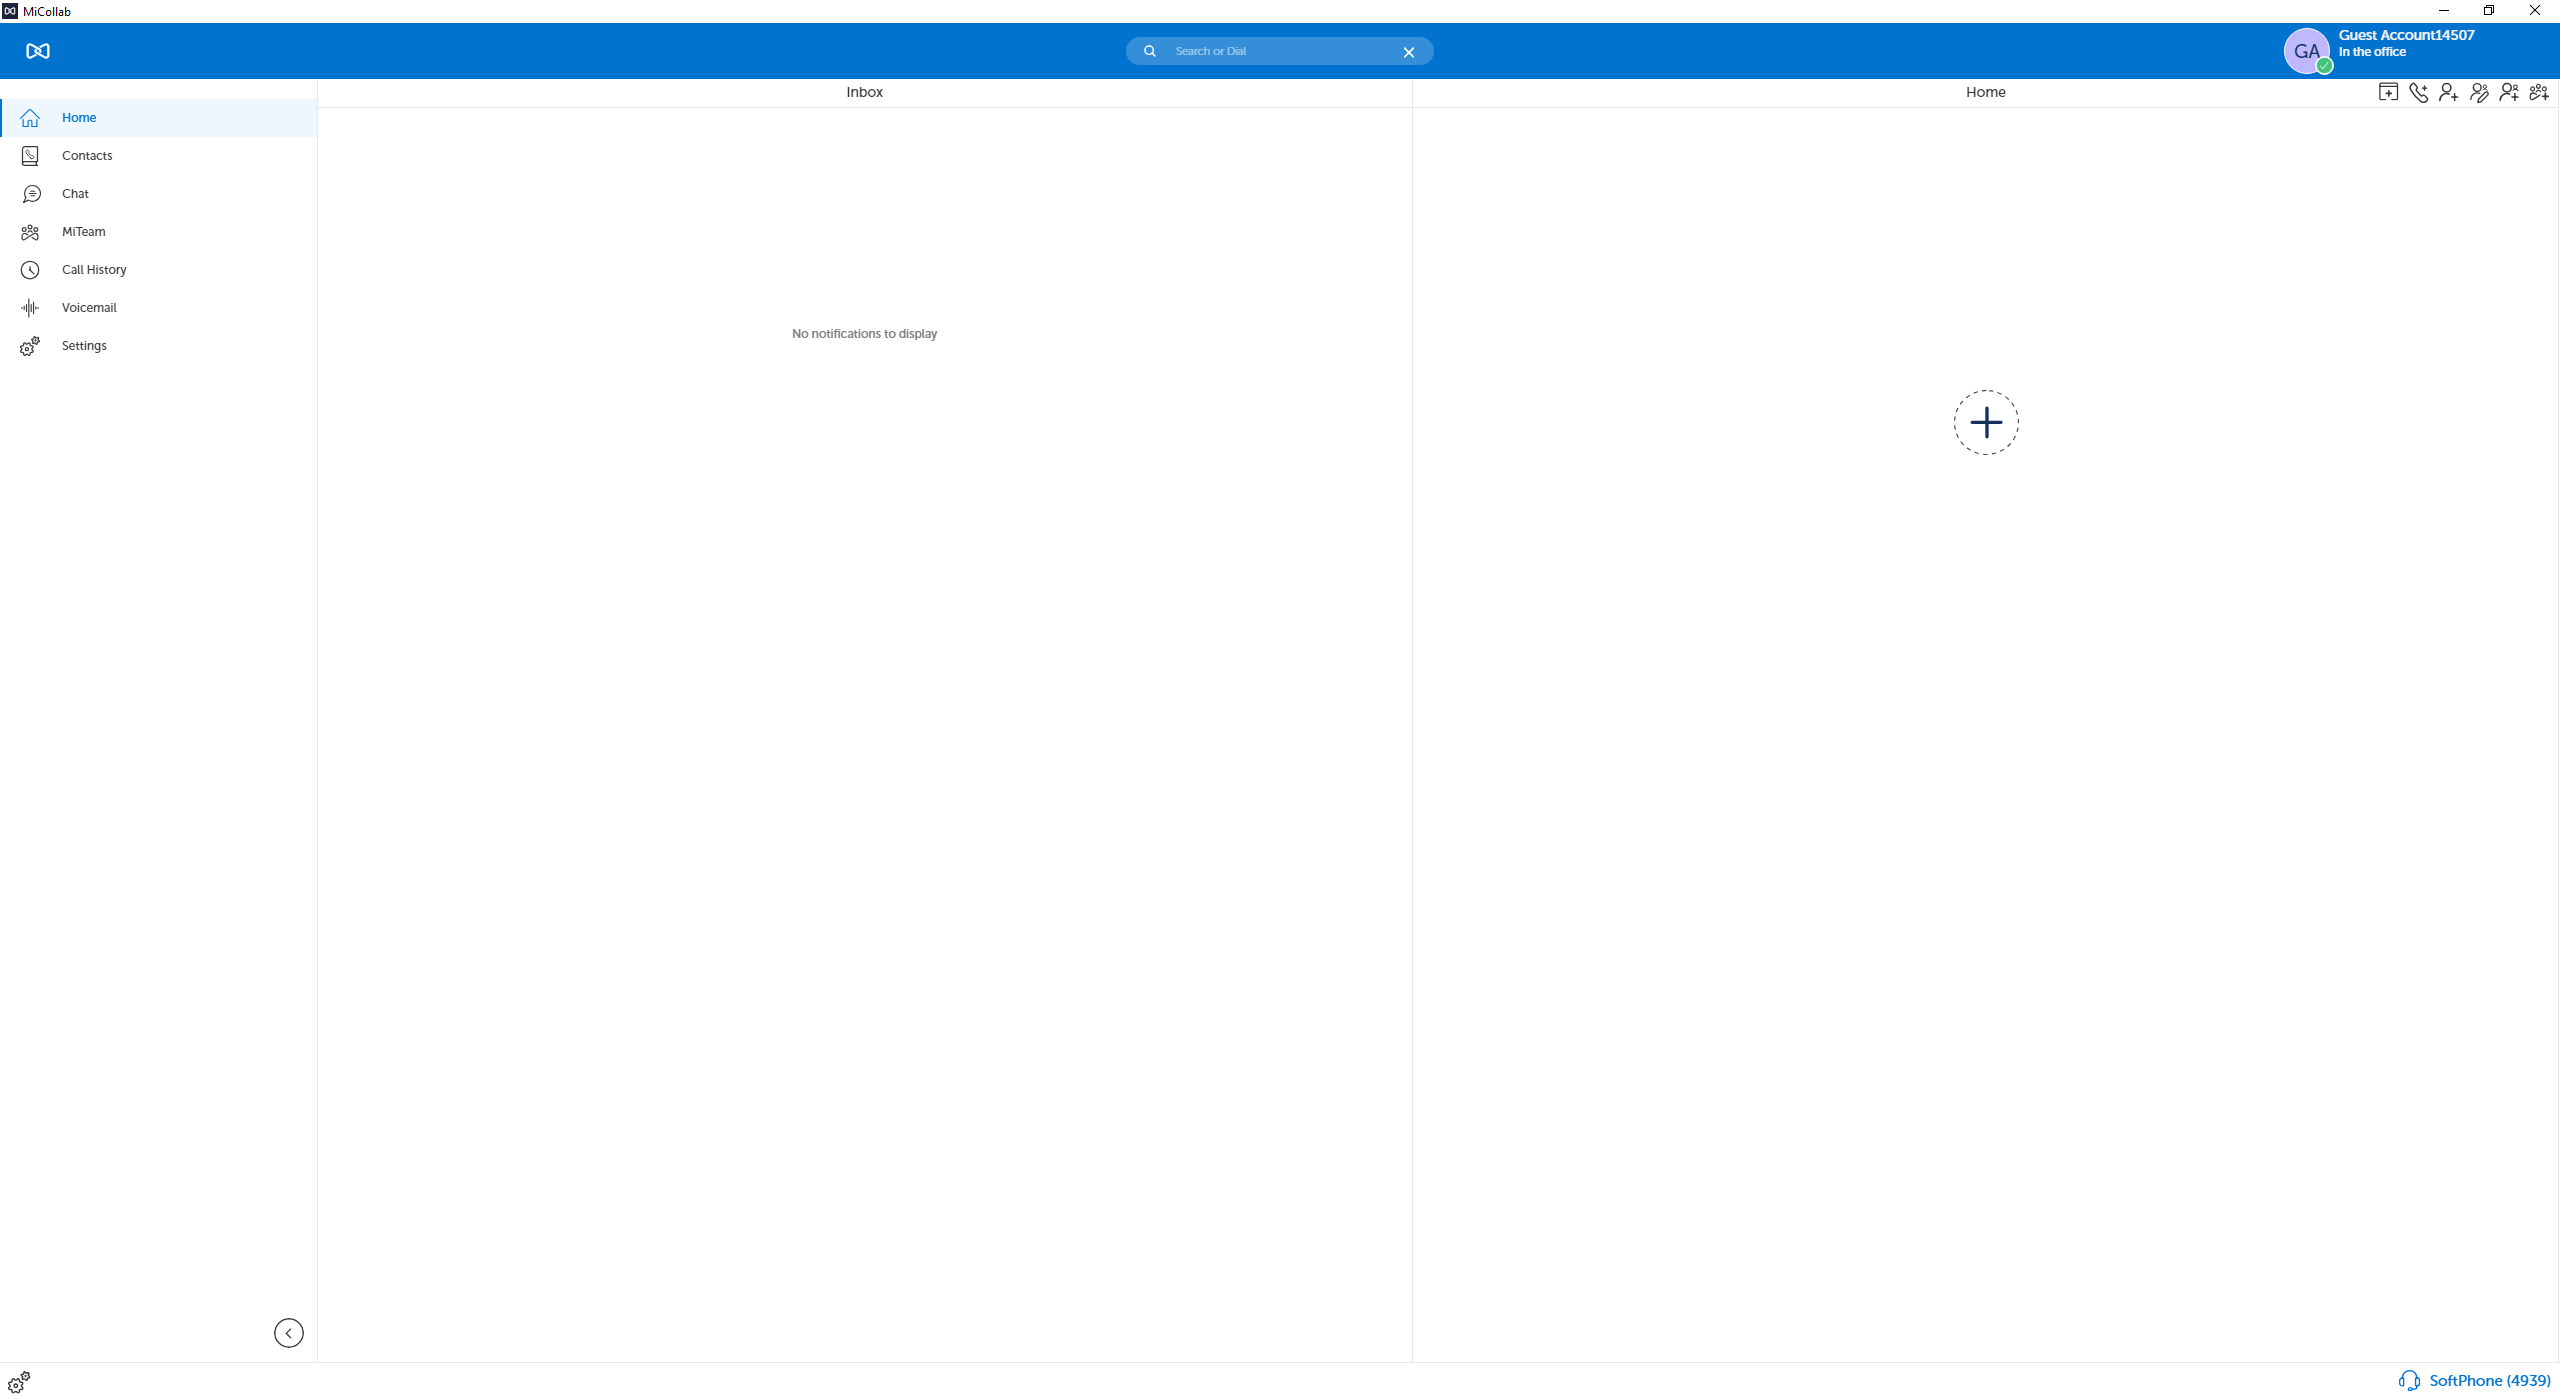 MiCollab
Search or Dial
GA
Guest Account14507
In the office
Home
Contacts
Chat
MiTeam
Call History
Voicemail
Settings
Inbox
No notifications to display
Home
SoftPhone (4939)